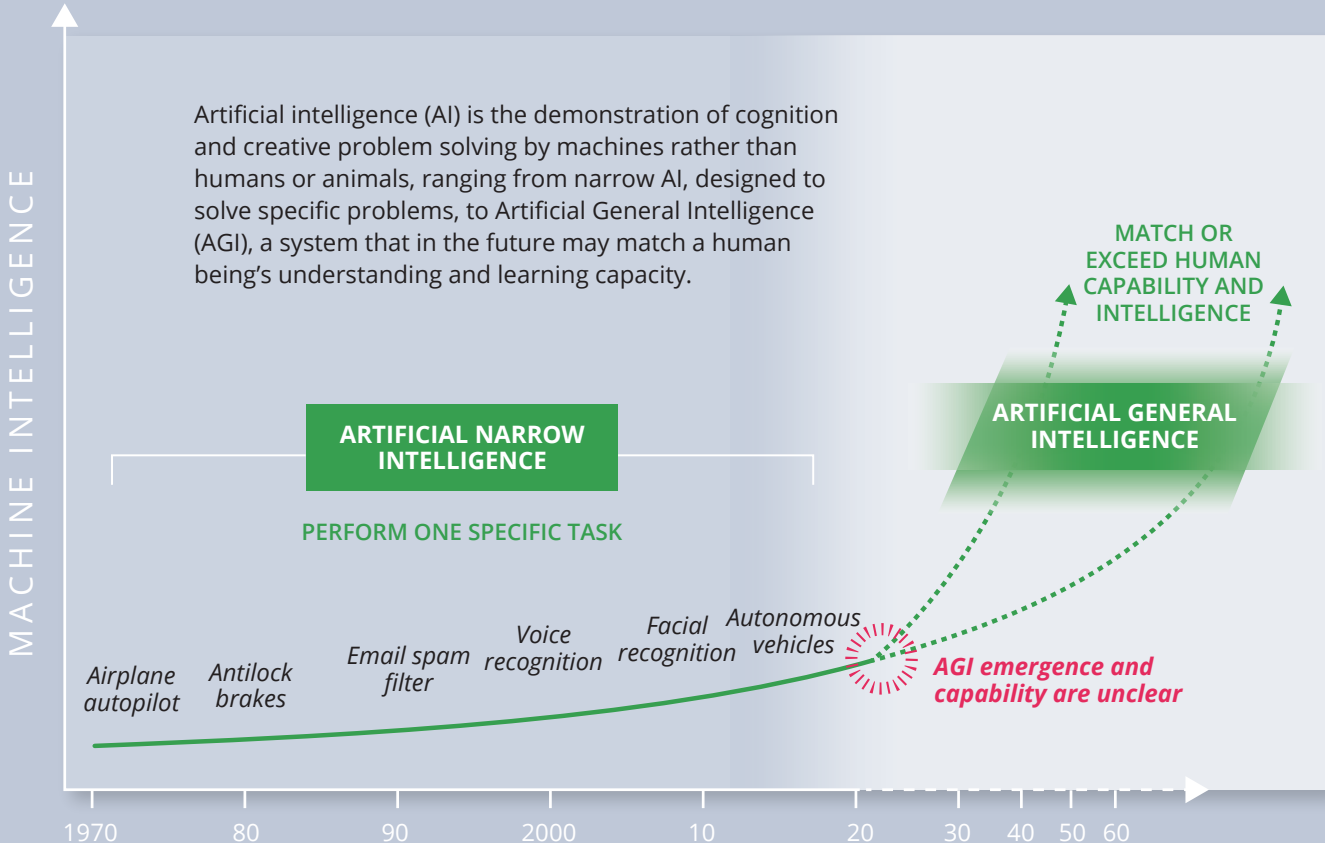 Artificial intelligence (AI) is the demonstration of cognition
and creative problem solving by machines rather than
humans or animals, ranging from narrow AI, designed to
solve specific problems, to Artificial General Intelligence
(AGI), a system that in the future may match a human
being’s understanding and learning capacity.
MACHINE INTELLIGENCE
MATCH OR
EXCEED HUMAN
CAPABILITY AND
INTELLIGENCE
ARTIFICIAL NARROW
INTELLIGENCE
ARTIFICIAL GENERAL
INTELLIGENCE
PERFORM ONE SPECIFIC TASK
Airplane
autopilot
Antilock
brakes
Email spam
filter
Voice
recognition
Facial
recognition
Autonomous
vehicles
AGI emergence and
capability are unclear
1970 80 90 2000 10 20 30 40 50 60